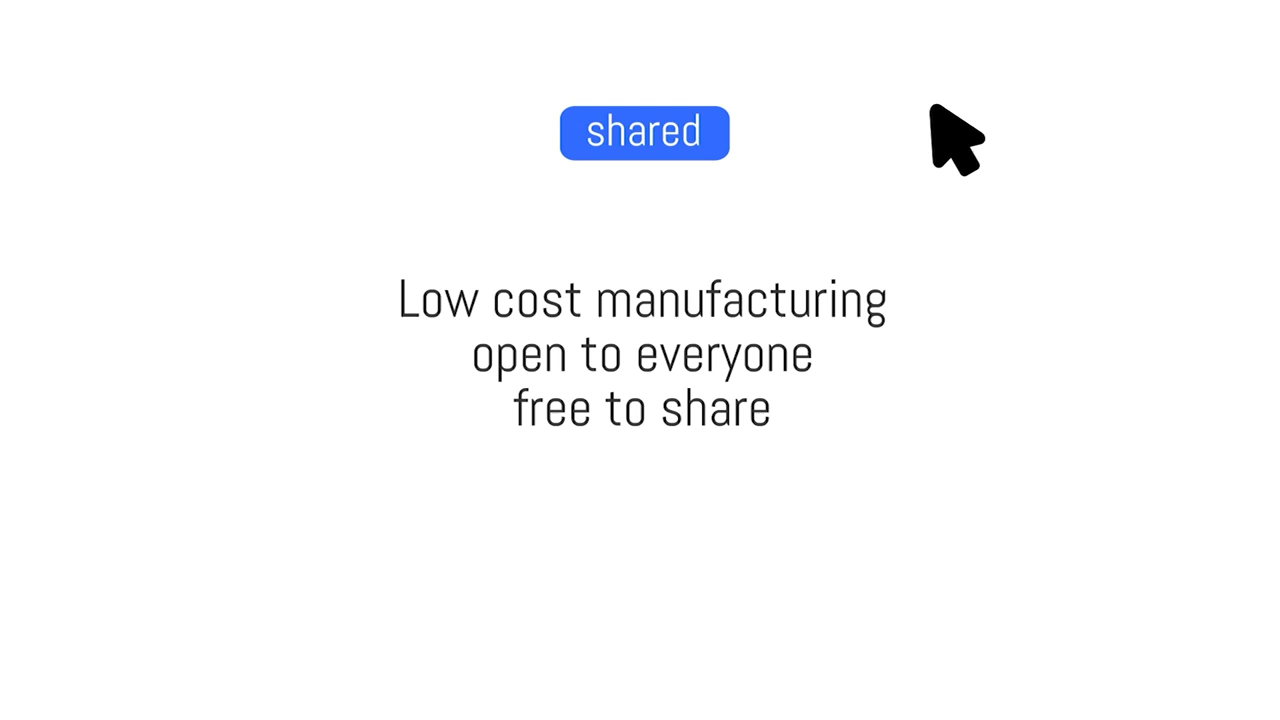 shared
Low cost manufacturing
open to everyone
free to share